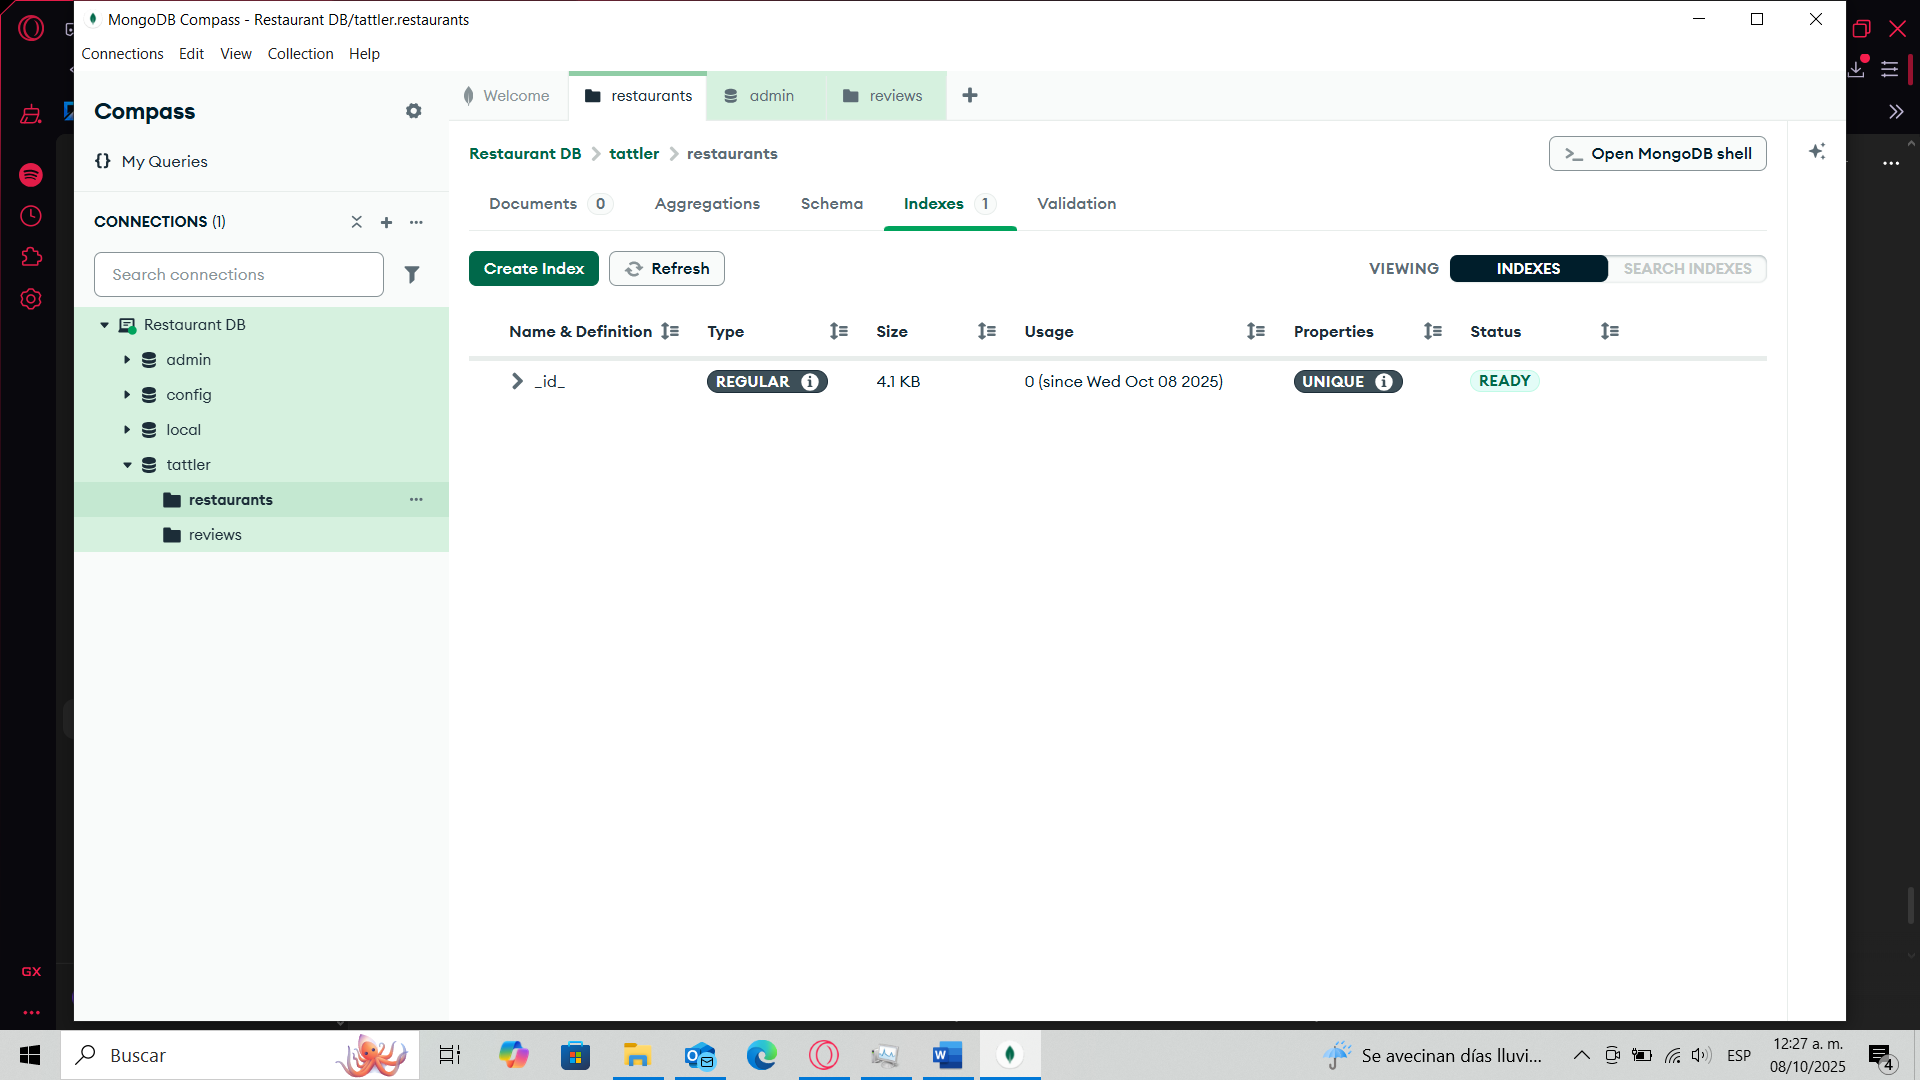 MongoDB Compass - Restaurant DB/tattler.restaurants
Connections Edit View Collection Help
Compass
{} My Queries
CONNECTIONS (1)
Search connections
Restaurant DB
admin
config
local
tattler
restaurants
reviews
Welcome restaurants admin reviews
Restaurant DB > tattler > restaurants
>_ Open MongoDB shell
Documents 0 Aggregations Schema Indexes 1 Validation
Create Index Refresh
VIEWING INDEXES SEARCH INDEXES
Name & Definition Type Size Usage Properties Status
_id_ REGULAR 4.1 KB 0 (since Wed Oct 08 2025) UNIQUE READY
GX
Buscar
Se avecinan días lluvi...
ESP
12:27 a. m.
08/10/2025
4